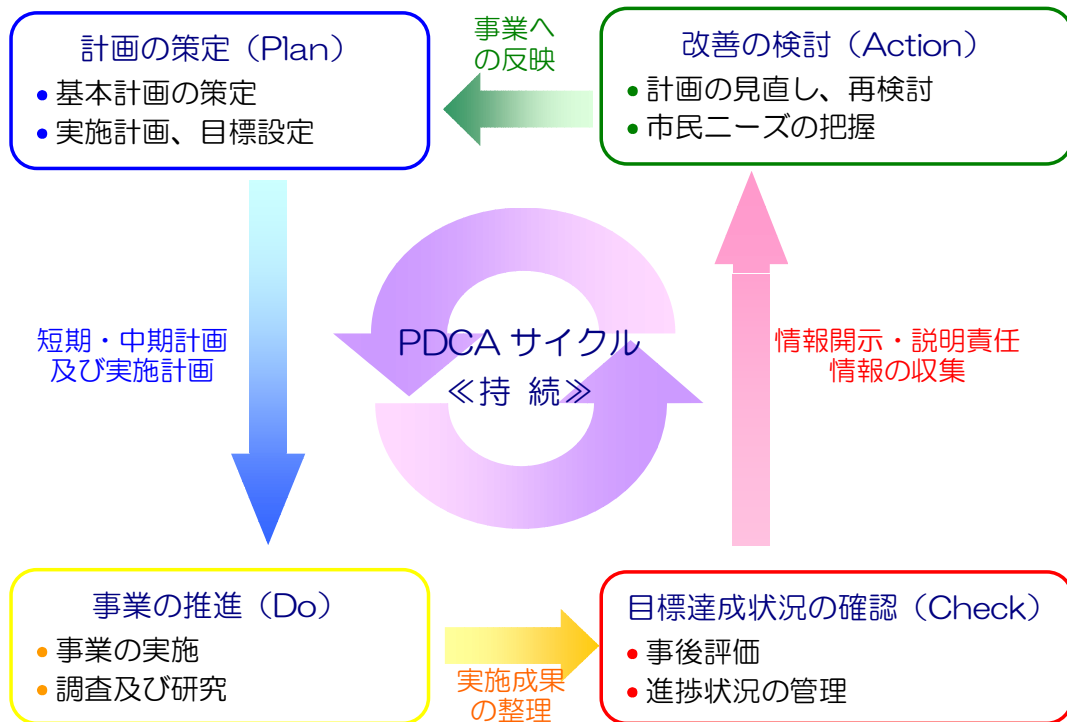 計画の策定（Plan）
• 基本計画の策定
• 実施計画、目標設定
事業へ
の反映
改善の検討（Action）
• 計画の見直し、再検討
• 市民ニーズの把握
短期・中期計画
及び実施計画
PDCA サイクル
≪持 続≫
情報開示・説明責任
情報の収集
事業の推進（Do）
• 事業の実施
• 調査及び研究
実施成果
の整理
目標達成状況の確認（Check）
• 事後評価
• 進捗状況の管理